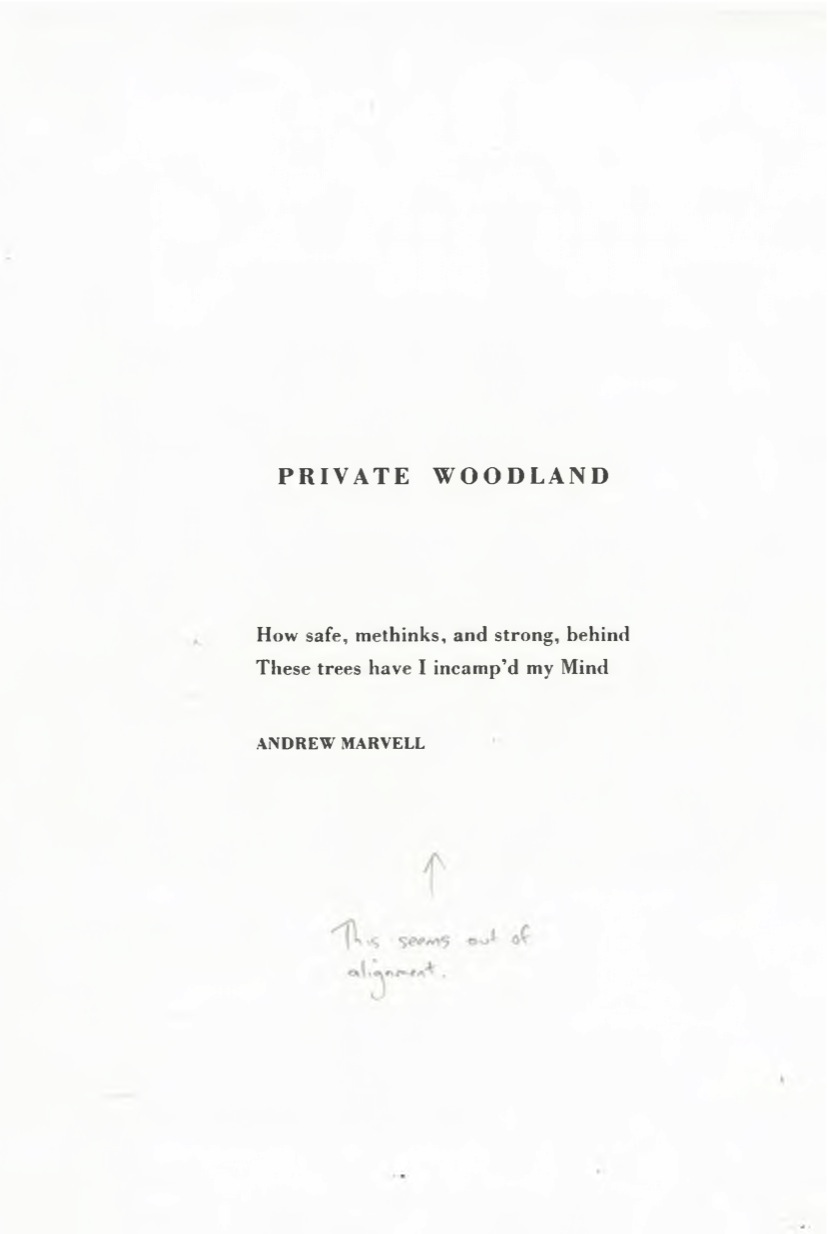 PRIVATE WOODLAND
How safe, methinks, and strong, behind
These trees have I incamp'd my Mind
ANDREW MARVELL
This seems out of
alignment.